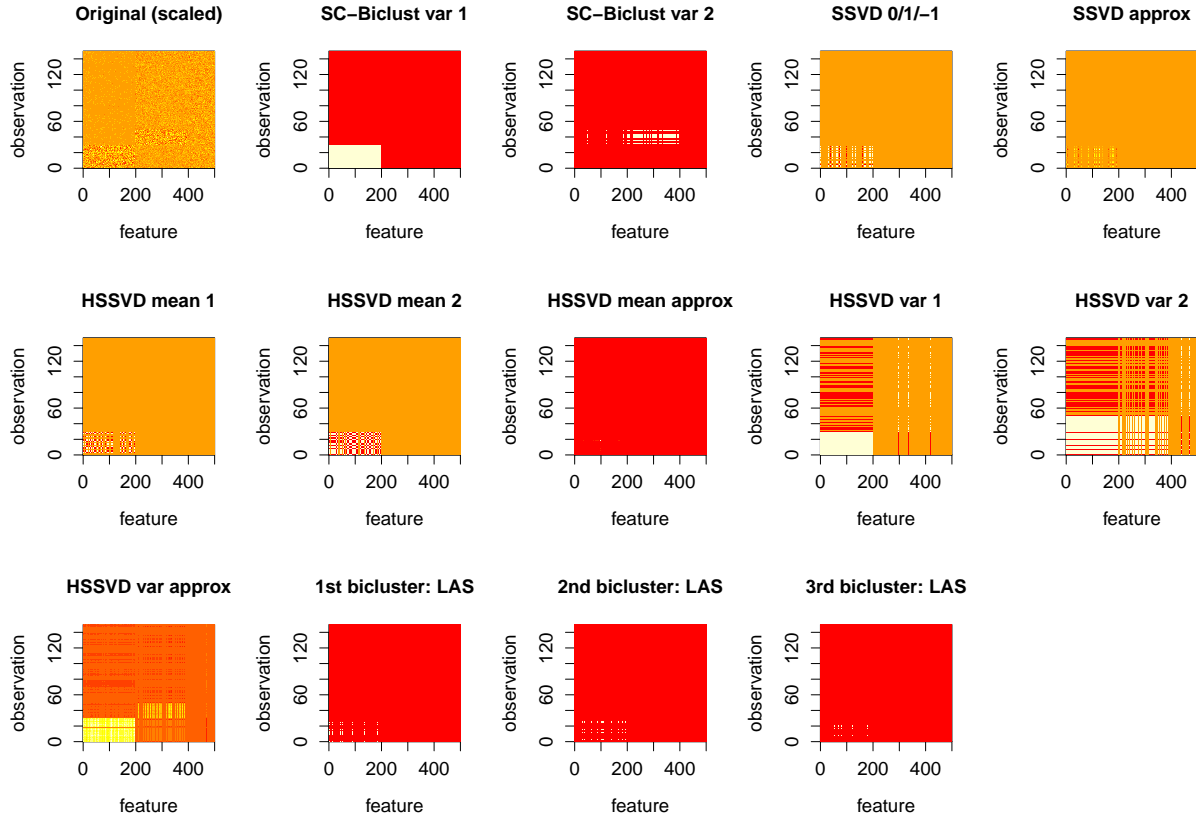 Original (scaled) SC−Biclust var 1 SC−Biclust var 2 SSVD 0/1/−1 SSVD approx
observation 0 60 120 observation 0 60 120 observation 0 60 120 observation 0 60 120 observation 0 60 120
0 200 400 0 200 400 0 200 400 0 200 400 0 200 400
feature feature feature feature feature
HSSVD mean 1 HSSVD mean 2 HSSVD mean approx HSSVD var 1 HSSVD var 2
observation 0 60 120 observation 0 60 120 observation 0 60 120 observation 0 60 120 observation 0 60 120
0 200 400 0 200 400 0 200 400 0 200 400 0 200 400
feature feature feature feature feature
HSSVD var approx 1st bicluster: LAS 2nd bicluster: LAS 3rd bicluster: LAS
observation 0 60 120 observation 0 60 120 observation 0 60 120 observation 0 60 120
0 200 400 0 200 400 0 200 400 0 200 400
feature feature feature feature